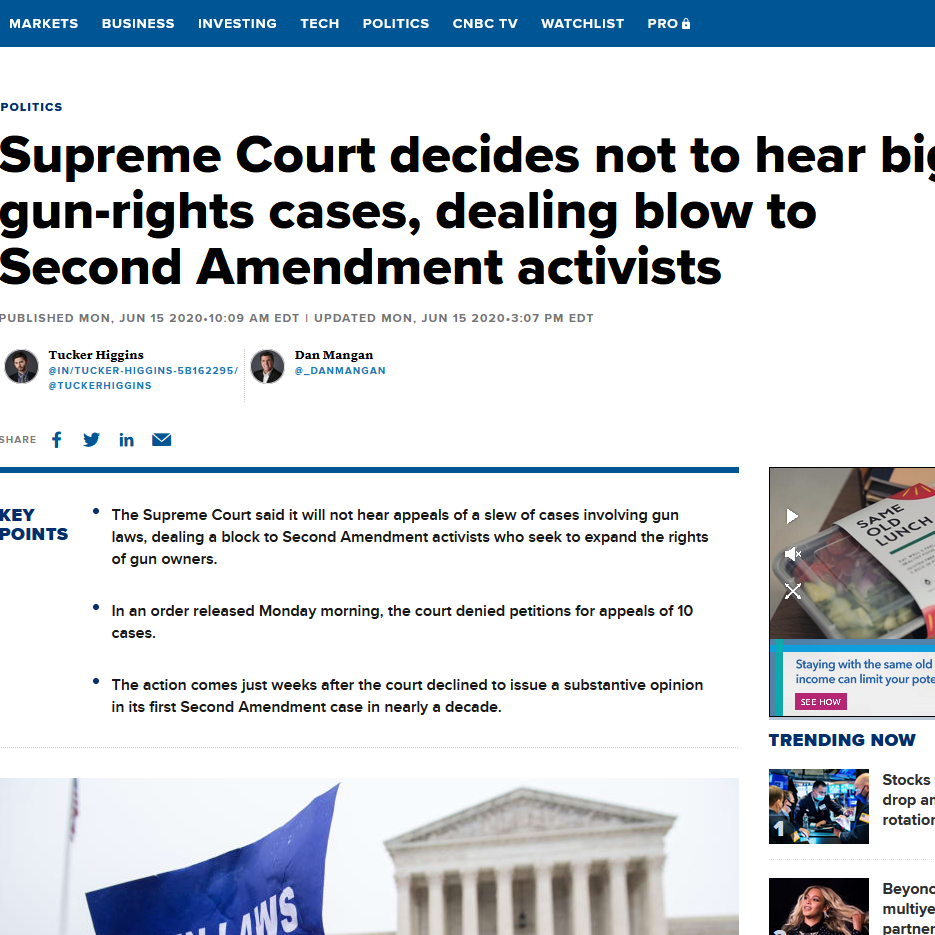 MARKETS BUSINESS INVESTING TECH POLITICS CNBC TV WATCHLIST PRO
POLITICS
Supreme Court decides not to hear big
gun-rights cases, dealing blow to
Second Amendment activists
PUBLISHED MON, JUN 15 2020•10:09 AM EDT | UPDATED MON, JUN 15 2020•3:07 PM EDT
Tucker Higgins
@IN/TUCKER-HIGGINS-5B162295/
@TUCKERHIGGINS
Dan Mangan
@_DANMANGAN
SHARE
KEY
POINTS
• The Supreme Court said it will not hear appeals of a slew of cases involving gun
laws, dealing a block to Second Amendment activists who seek to expand the rights
of gun owners.
• In an order released Monday morning, the court denied petitions for appeals of 10
cases.
• The action comes just weeks after the court declined to issue a substantive opinion
in its first Second Amendment case in nearly a decade.
LAWS
SAME
OLD
LUNCH
Staying with the same old
income can limit your pote
SEE HOW
TRENDING NOW
1
Stocks
drop an
rotation
Beyonc
multiye
partner